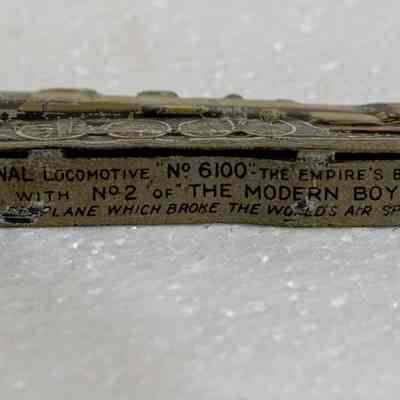 NAL LOCOMOTIVE "No 6100".- THE EMPIRE'S B
WITH No 2 "OF" THE MODERN BOY
PLANE WHICH BROKE THE WORLD'S AIR SP